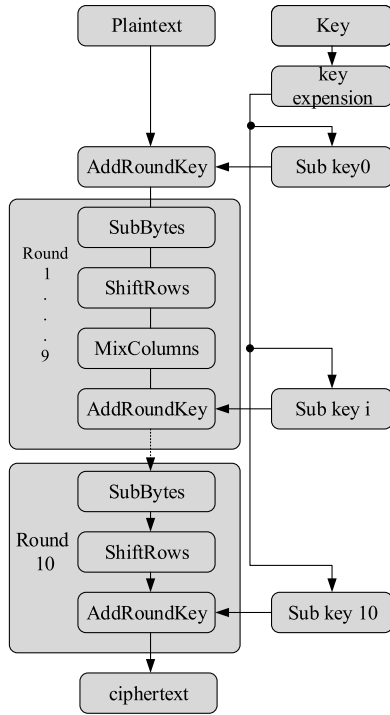 Plaintext
Key
key
expension
AddRoundKey
Sub key0
Round
1
.
.
.
9
SubBytes
ShiftRows
MixColumns
AddRoundKey
Sub key i
Round
10
SubBytes
ShiftRows
AddRoundKey
Sub key 10
ciphertext